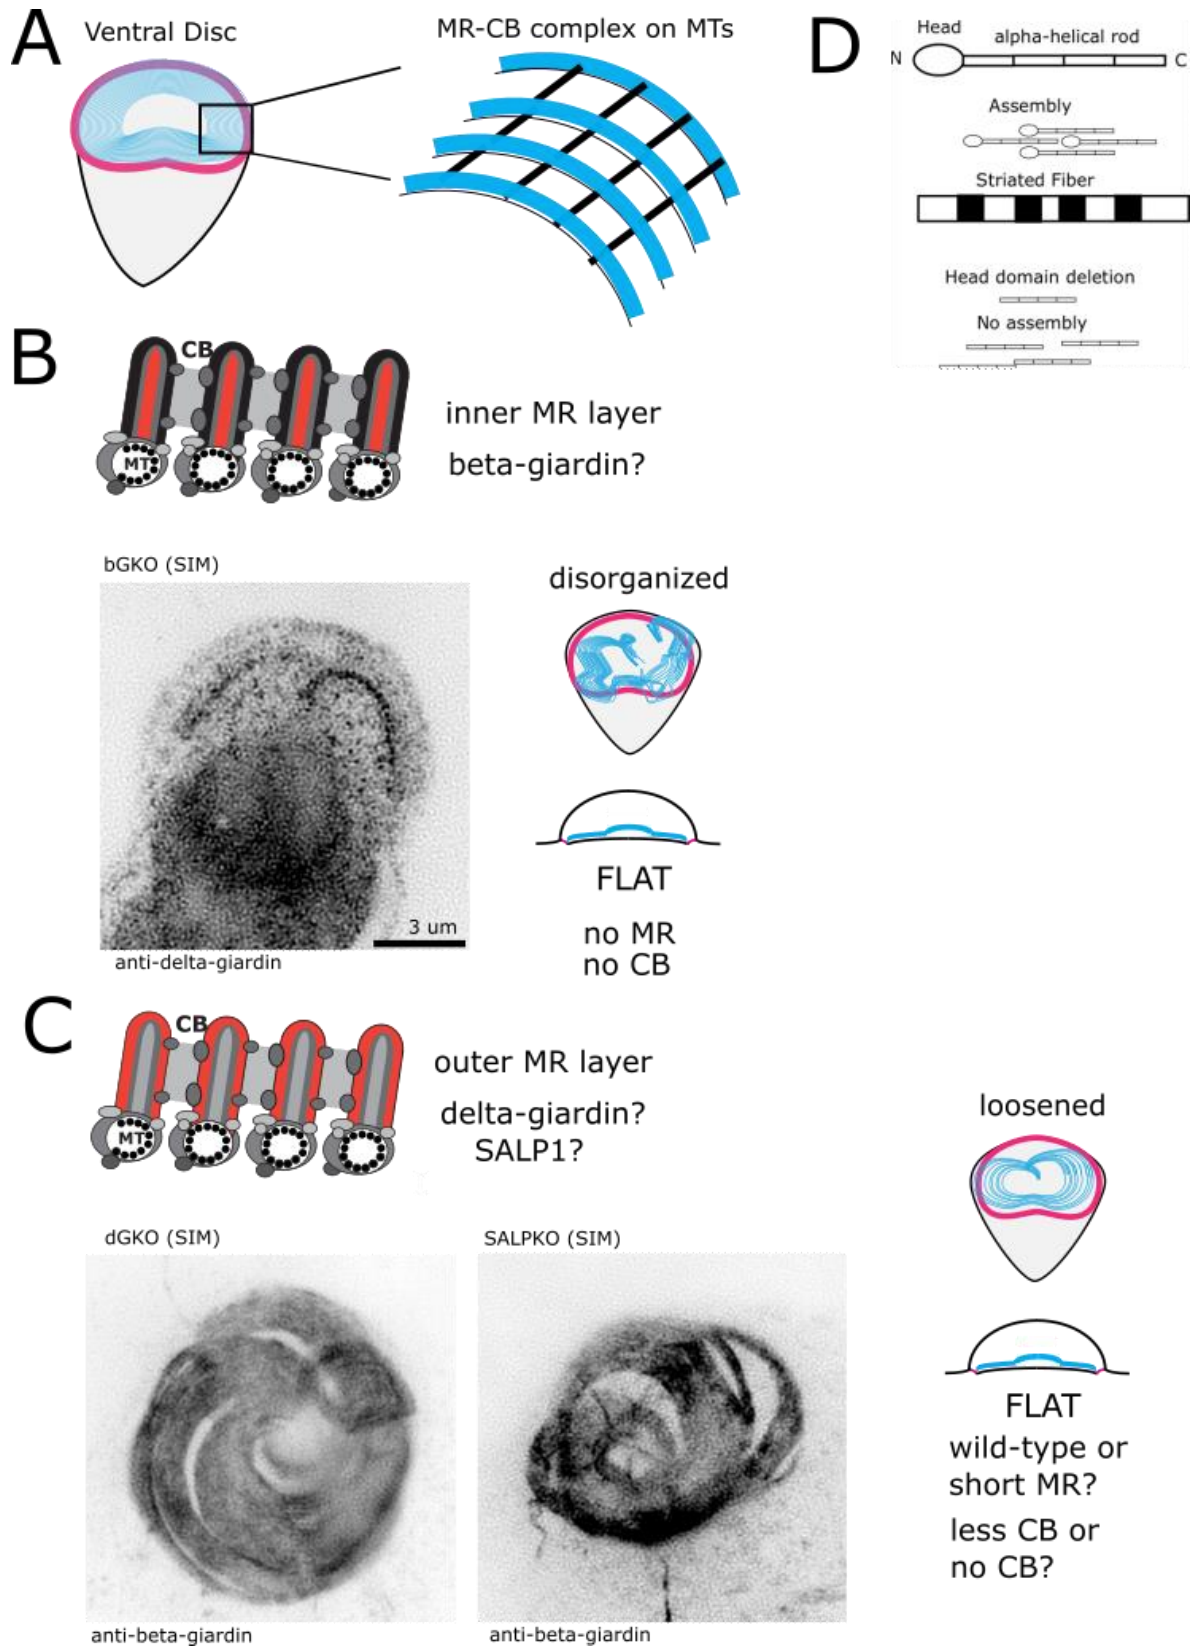 A
Ventral Disc
MR-CB complex on MTs
D
Head
N
alpha-helical rod
C
Assembly
Striated Fiber
Head domain deletion
No assembly
B
CB
MT
inner MR layer
beta-giardin?
bGKO (SIM)
3 um
anti-delta-giardin
disorganized
FLAT
no MR
no CB
C
CB
MT
outer MR layer
delta-giardin?
SALP1?
dGKO (SIM)
anti-beta-giardin
SALPKO (SIM)
anti-beta-giardin
loosened
FLAT
wild-type or
short MR?
less CB or
no CB?